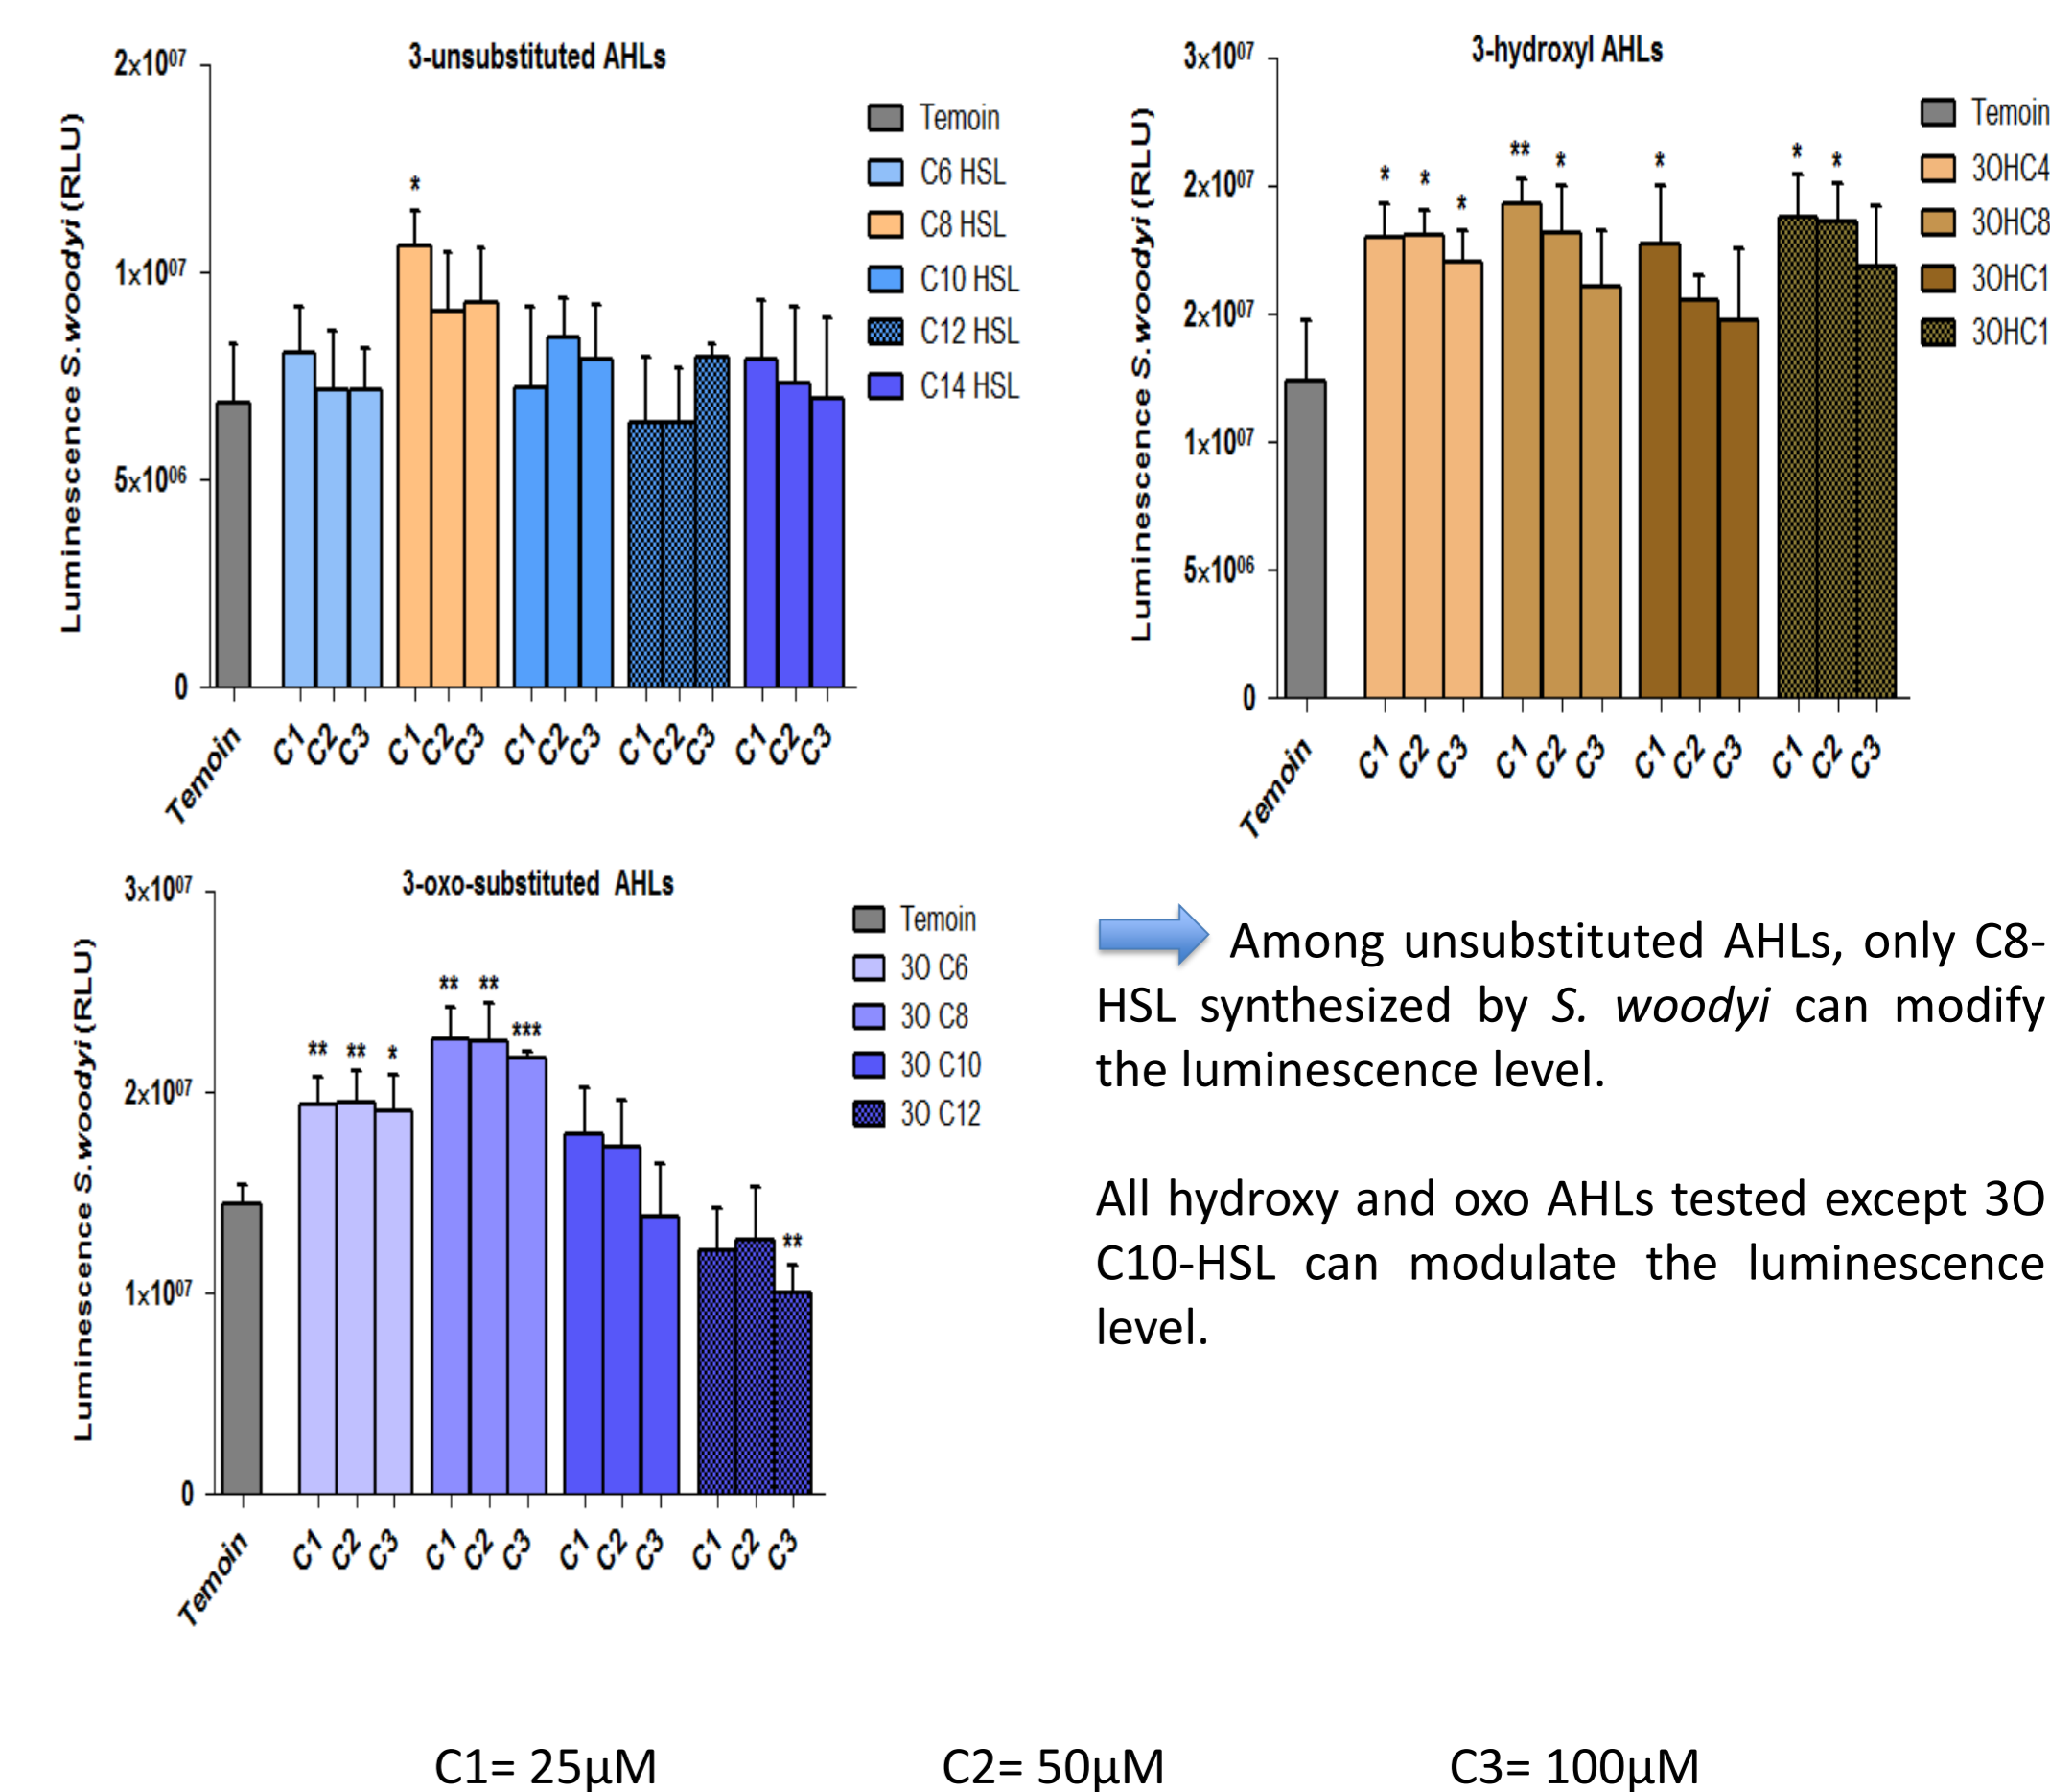 3-unsubstituted AHLs
2x10⁰⁷
1x10⁰⁷
5x10⁰⁶
0
Luminescence S.woodyi (RLU)
Temoin
C6 HSL
C8 HSL
C10 HSL
C12 HSL
C14 HSL
*
Temoin C1 C2 C3 C1 C2 C3 C1 C2 C3 C1 C2 C3 C1 C2 C3
3-hydroxyl AHLs
3x10⁰⁷
2x10⁰⁷
2x10⁰⁷
1x10⁰⁷
5x10⁰⁶
0
Luminescence S.woodyi (RLU)
Temoin
3OHC4
3OHC8
3OHC1
3OHC1
* * * ** * * * *
Temoin C1 C2 C3 C1 C2 C3 C1 C2 C3 C1 C2 C3
3-oxo-substituted AHLs
3x10⁰⁷
2x10⁰⁷
1x10⁰⁷
0
Luminescence S.woodyi (RLU)
Temoin
3O C6
3O C8
3O C10
3O C12
** ** * ** ** *** **
Temoin C1 C2 C3 C1 C2 C3 C1 C2 C3 C1 C2 C3
Among unsubstituted AHLs, only C8-
HSL synthesized by S. woodyi can modify
the luminescence level.
All hydroxy and oxo AHLs tested except 3O
C10-HSL can modulate the luminescence
level.
C1= 25µM C2= 50µM C3= 100µM